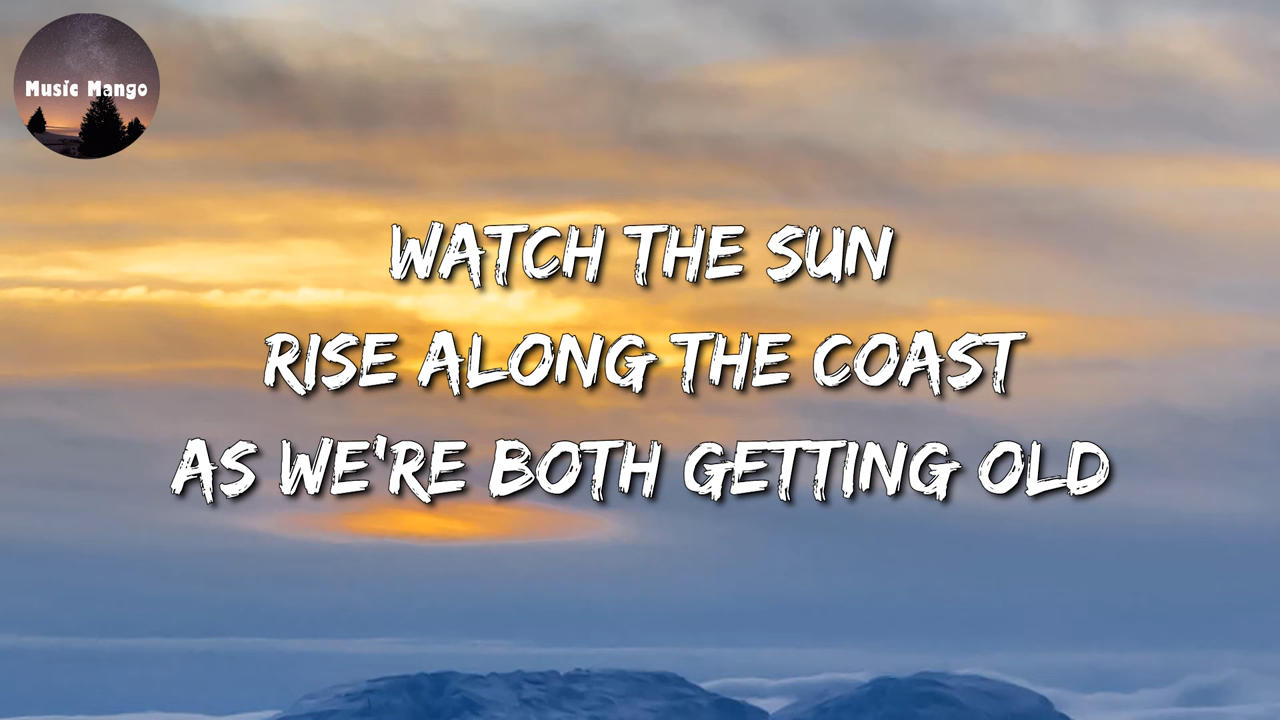 Music Mango
WATCH THE SUN
RISE ALONG THE COAST
AS WE'RE BOTH GETTING OLD